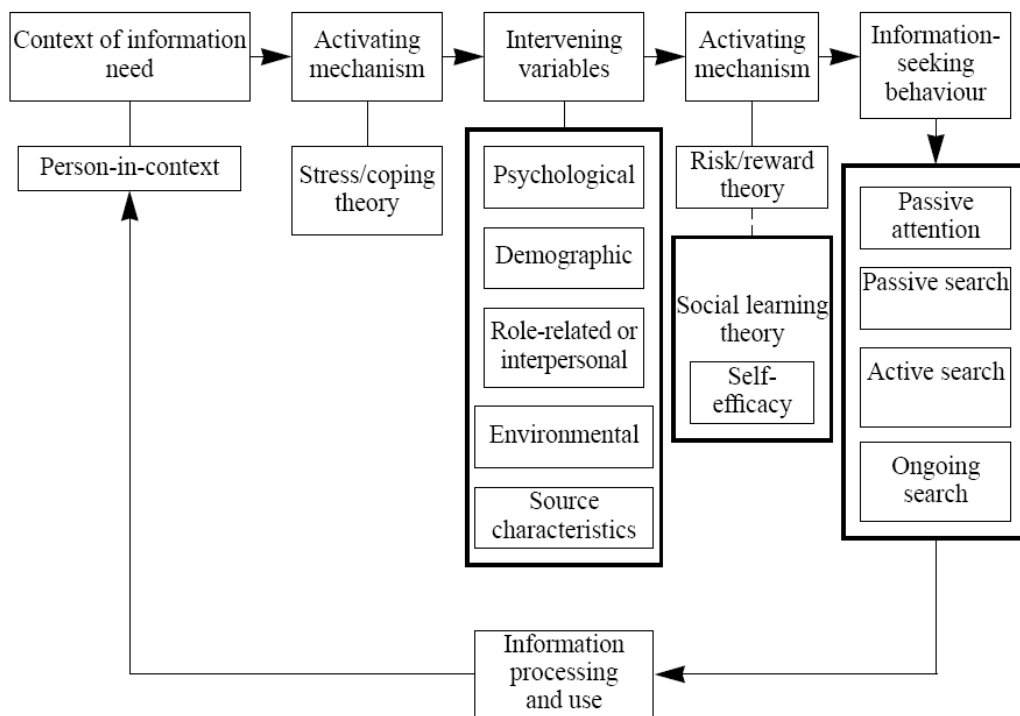 Context of information
need
Activating
mechanism
Intervening
variables
Activating
mechanism
Information-
seeking
behaviour
Person-in-context
Stress/coping
theory
Psychological
Demographic
Role-related or
interpersonal
Environmental
Source
characteristics
Risk/reward
theory
Social learning
theory
Self-
efficacy
Passive
attention
Passive search
Active search
Ongoing
search
Information
processing
and use